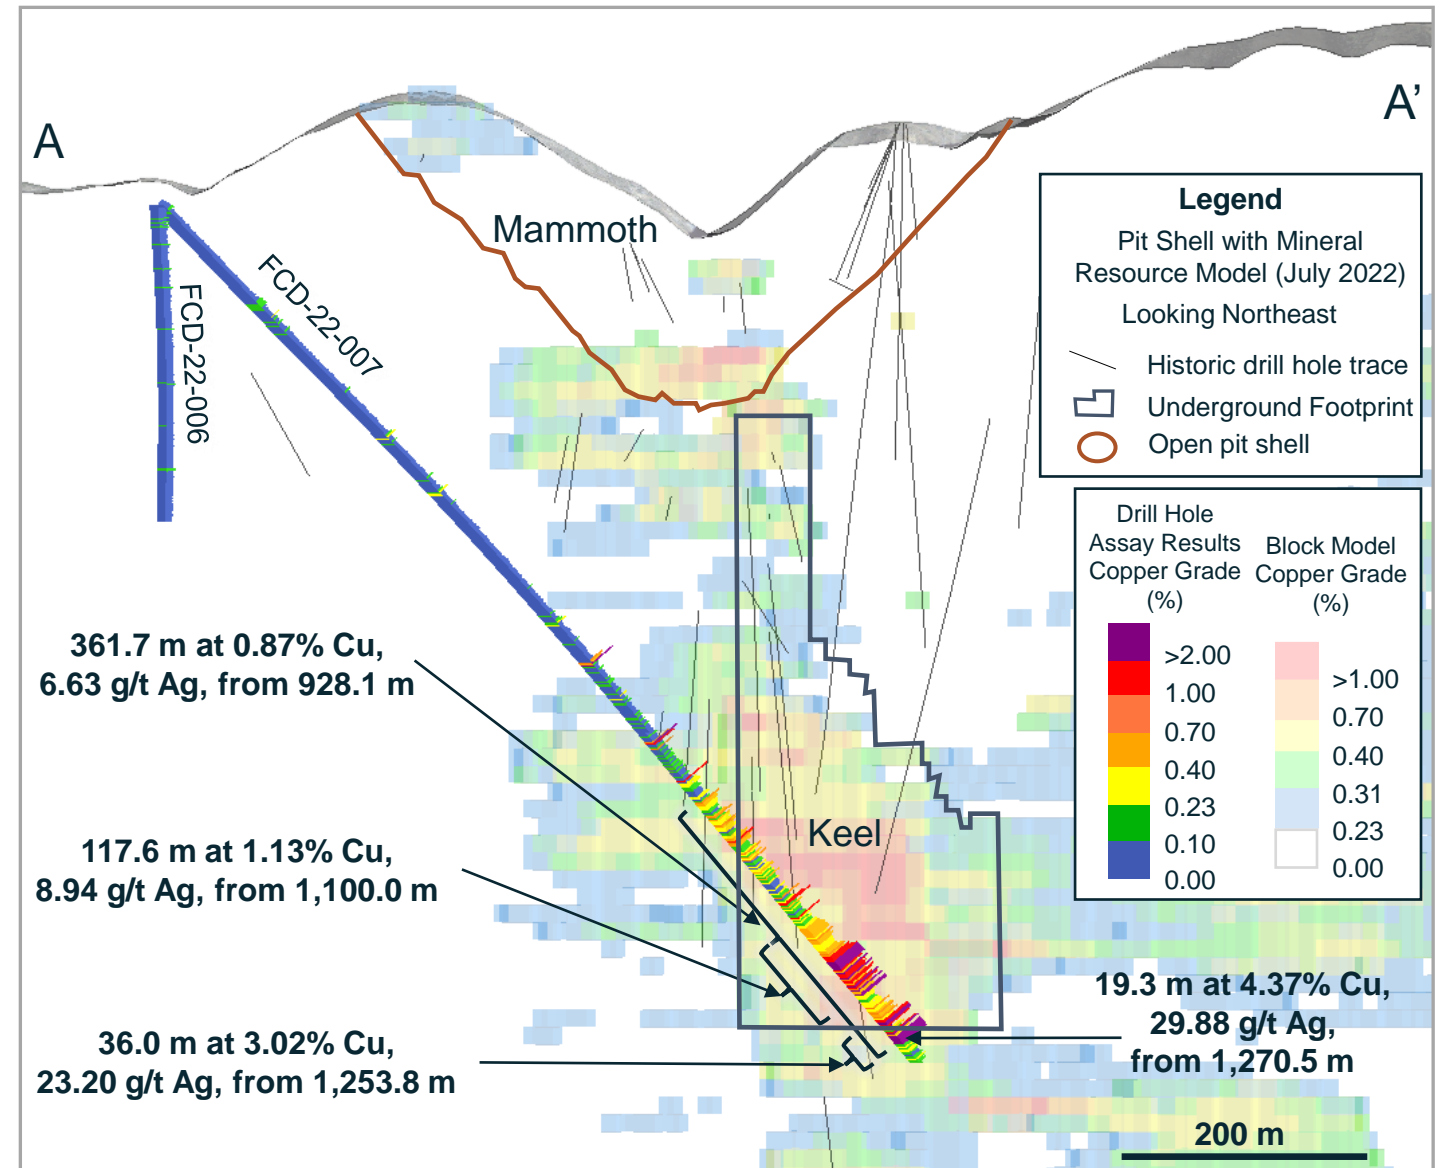 A
A’
Mammoth
FCD-22-007
FCD-22-006
Legend
Pit Shell with Mineral
Resource Model (July 2022)
Looking Northeast
Historic drill hole trace
Underground Footprint
Open pit shell
Drill Hole
Assay Results
Copper Grade
(%)
>2.00
1.00
0.70
0.40
0.23
0.10
0.00
Block Model
Copper Grade
(%)
>1.00
0.70
0.40
0.31
0.23
0.00
361.7 m at 0.87% Cu,
6.63 g/t Ag, from 928.1 m
Keel
117.6 m at 1.13% Cu,
8.94 g/t Ag, from 1,100.0 m
36.0 m at 3.02% Cu,
23.20 g/t Ag, from 1,253.8 m
19.3 m at 4.37% Cu,
29.88 g/t Ag,
from 1,270.5 m
200 m